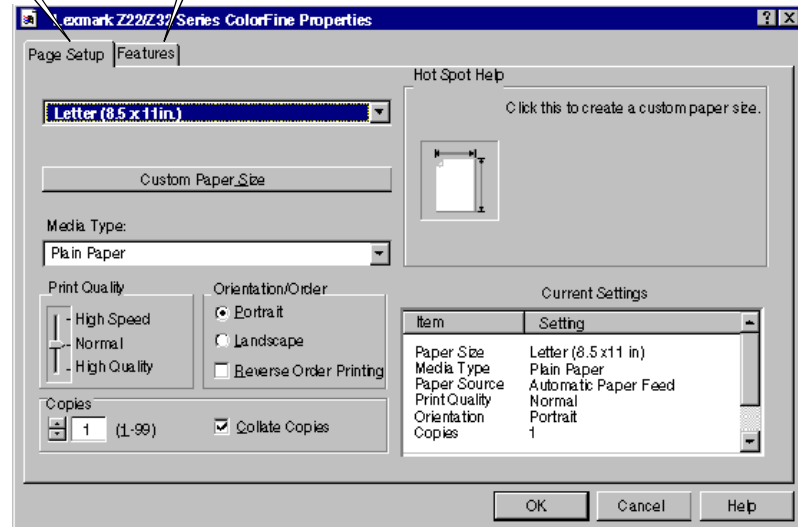 Lexmark Z22/Z32 Series ColorFine Properties
Page Setup
Features
Letter (8.5 x 11in.)
Custom Paper Size
Media Type:
Plain Paper
Print Quality
High Speed
Normal
High Quality
Orientation/Order
Portrait
Landscape
Reverse Order Printing
Copies
1 (1-99)
Collate Copies
Hot Spot Help
Click this to create a custom paper size.
Current Settings
Item Setting
Paper Size Letter (8.5 x11 in)
Media Type Plain Paper
Paper Source Automatic Paper Feed
Print Quality Normal
Orientation Portrait
Copies 1
OK Cancel Help